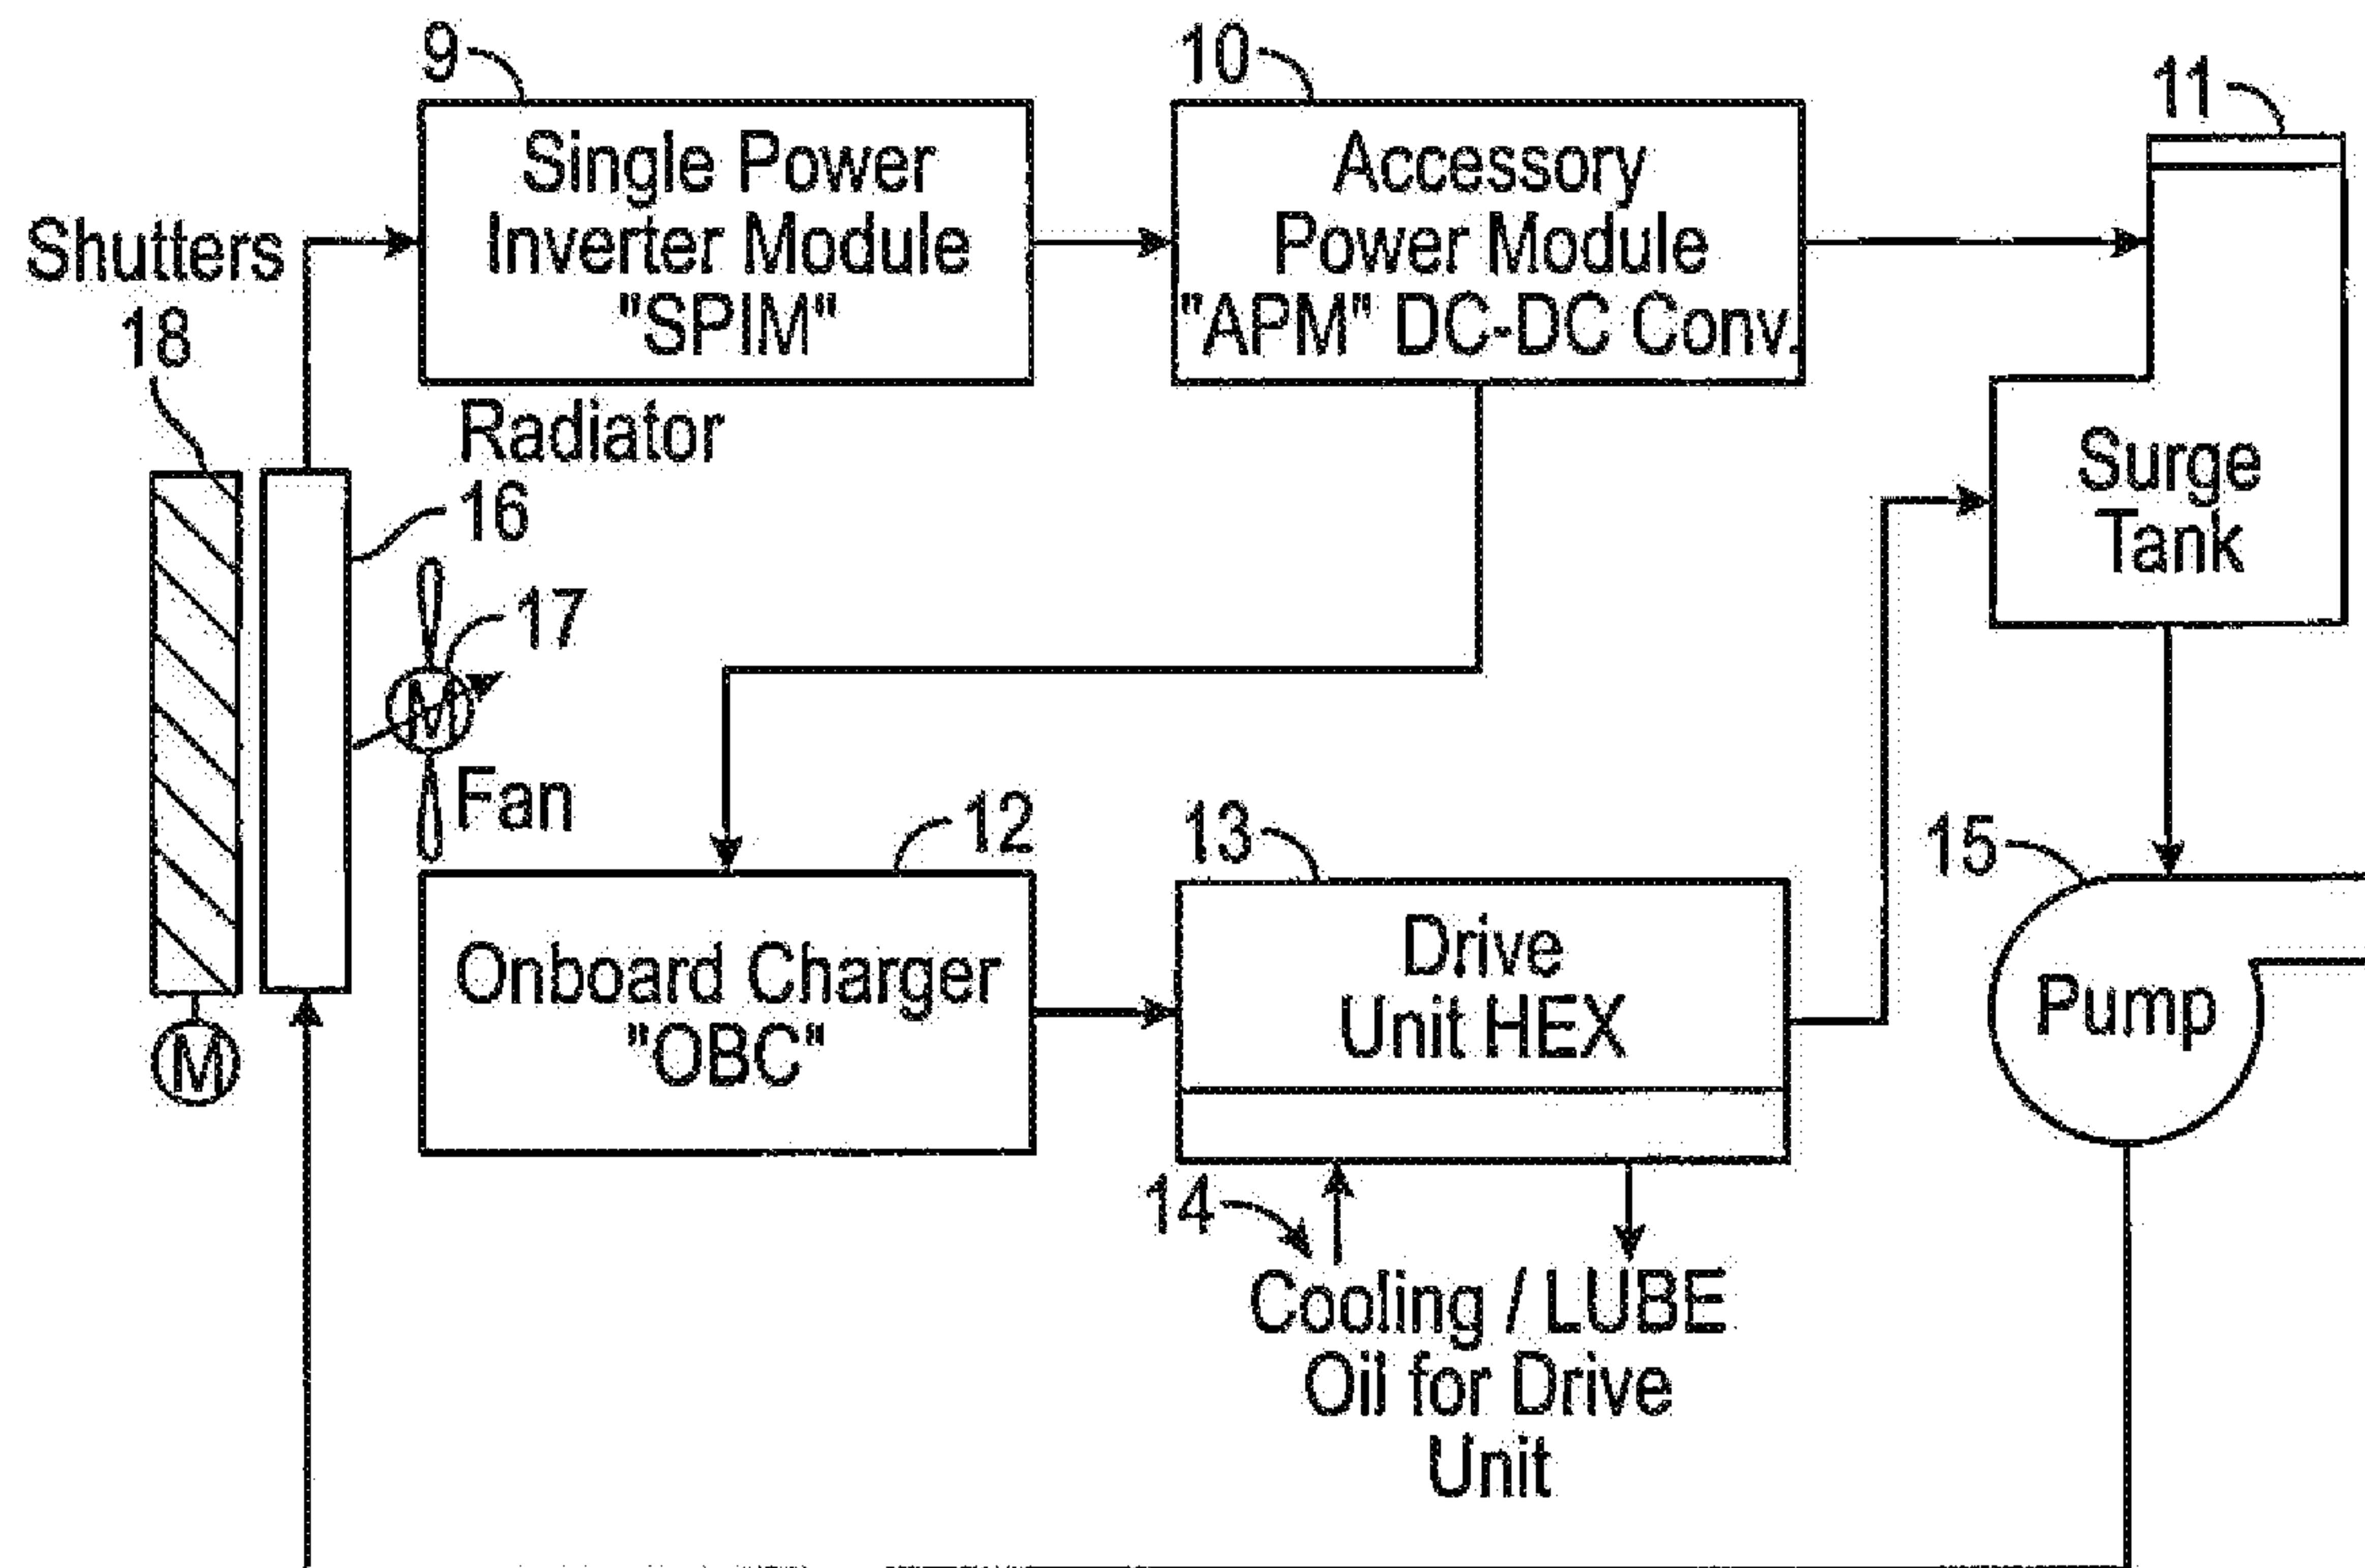 9
Single Power
Inverter Module
"SPIM"
10
Accessory
Power Module
"APM" DC-DC Conv.
11
Surge
Tank
Shutters
18
Radiator
16
17
M
Fan
M
12
Onboard Charger
"OBC"
13
Drive
Unit HEX
14
Cooling / LUBE
Oil for Drive
Unit
15
Pump